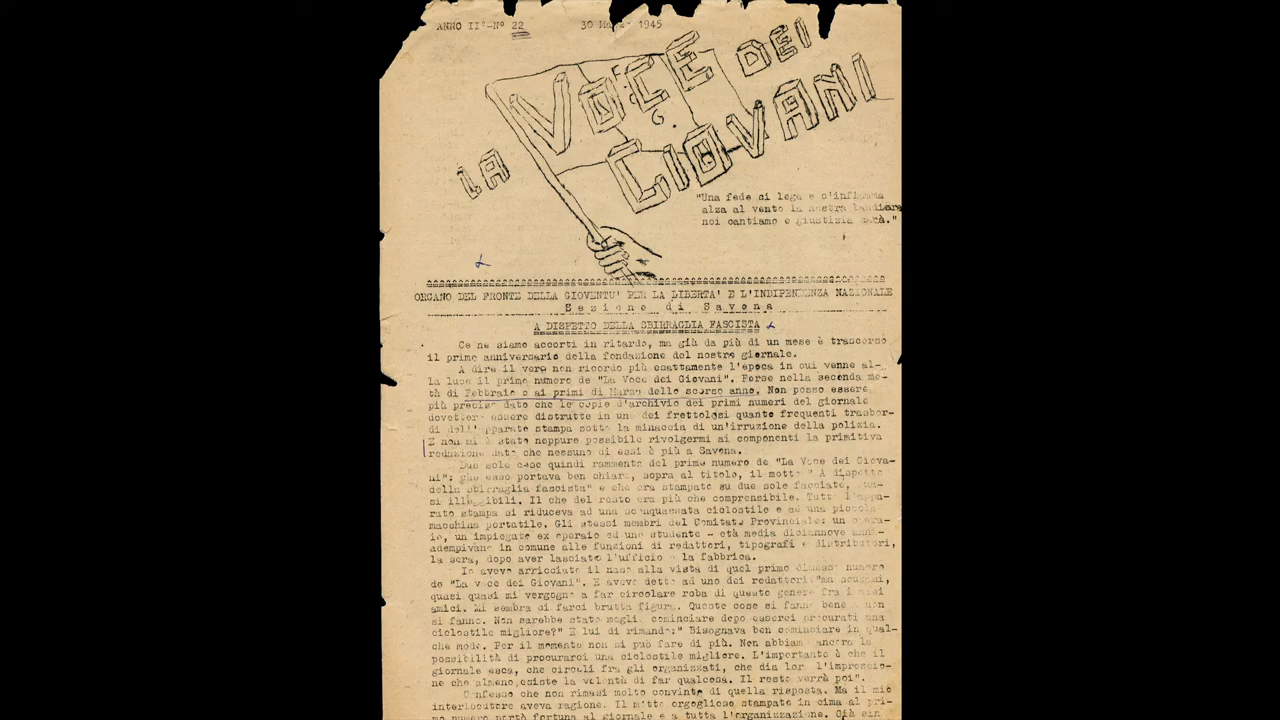 ANNO II°-N° 22 30 1945
LA VOCE DEI GIOVANI
"Una fede ci lega e c'infiamma
alza al vento la nostra bandiera
noi cantiamo e giustizia sarà."
ORGANO DEL FRONTE DELLA GIOVENTU' PER LA LIBERTA' E L'INDIPENDENZA NAZIONALE
Sezione di Savona
A DISPETTO DELLA SBIRRAGLIA FASCISTA
Ce ne siamo accorti in ritardo, ma già da più di un mese è trascorso
il primo anniversario della fondazione del nostro giornale.
A dire il vero non ricordo più esattamente l'epoca in cui venne al-
la luce il primo numero de "La Voce dei Giovani". Forse nella seconda me-
tà di Febbraio o ai primi di Marzo dello scorso anno. Non posso essere
più preciso dato che le copie d'archivio dei primi numeri del giornale
dovettero essere distrutte in uno dei frettolosi quanto frequenti trasbor-
di dell'apparato stampa sotto la minaccia di un'irruzione della polizia.
E non mi è stato neppure possibile rivolgermi ai componenti la primitiva
redazione dato che nessuno di essi è più a Savona.
Due sole cose quindi rammento del primo numero de "La Voce dei Giova-
ni": che esso portava ben chiaro, sopra al titolo, il motto " A dispetto
della sbirraglia fascista" e che era stampato su due sole facciate, qua-
si illeggibili. Il che del resto era più che comprensibile. Tutto l'appa-
rato stampa si riduceva ad una sconquassata ciclostile e ad una piccola
macchina portatile. Gli stessi membri del Comitato Provinciale: un opera-
io, un impiegato ex operaio ed uno studente - età media diciannove anni-
adempivano in comune alle funzioni di redattori, tipografi e distributori,
la sera, dopo aver lasciato l'ufficio o la fabbrica.
Io avevo arricciato il naso alla vista di quel primo dimesso numero
de "La voce dei Giovani". E avevo detto ad uno dei redattori:"ma scusami,
quasi quasi mi vergogno a far circolare roba di questo genere fra i miei
amici. Mi sembra di farci brutta figura. Queste cose si fanno bene o non
si fanno. Non sarebbe stato meglio cominciare dopo esserci procurati una
ciclostile migliore?" E lui di rimando:" Bisognava ben cominciare in qual-
che modo. Per il momento non si può fare di più. Non abbiamo ancora la
possibilità di procurarci una ciclostile migliore. L'importante è che il
giornale esca, che circoli fra gli organizzati, che dia loro l'impressio-
ne che almeno esiste la volontà di far qualcosa. Il resto verrà poi".
Confesso che non rimasi molto convinto di quella risposta. Ma il mio
interlocutore aveva ragione. Il motto orgoglioso stampato in cima al pri-
mo numero portò fortuna al giornale e a tutta l'organizzazione. Già sin